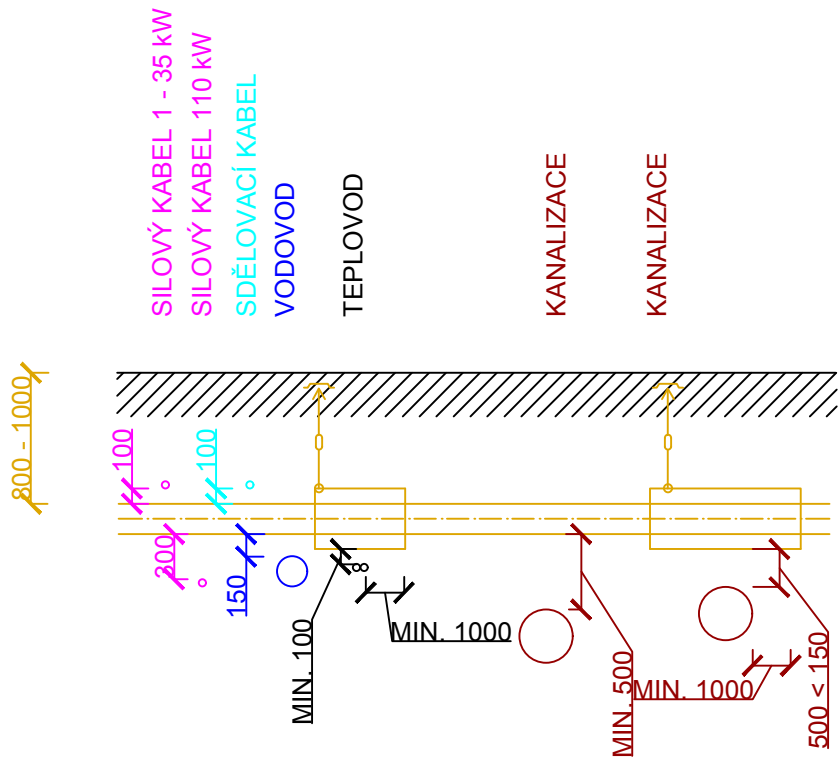 SILOVÝ KABEL 1 - 35 kW
SILOVÝ KABEL 110 kW
SDĚLOVACÍ KABEL
VODOVOD
TEPLOVOD
KANALIZACE
KANALIZACE
800 - 1000
100
100
300
150
MIN. 100
MIN. 1000
MIN. 500
MIN. 1000
500 < 150